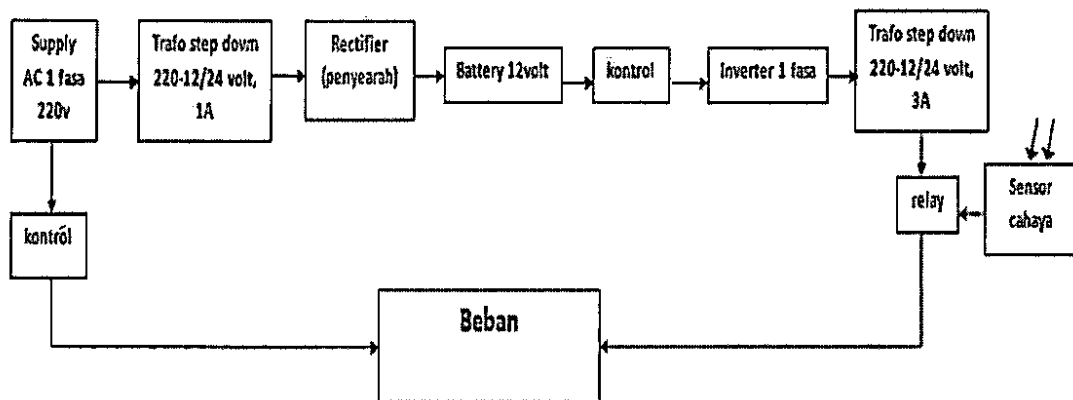 Supply
AC 1 fasa
220v
Trafo step down
220-12/24 volt,
1A
Rectifier
(penyearah)
Battery 12volt
kontrol
Inverter 1 fasa
Trafo step down
220-12/24 volt,
3A
kontrol
relay
Sensor
cahaya
Beban